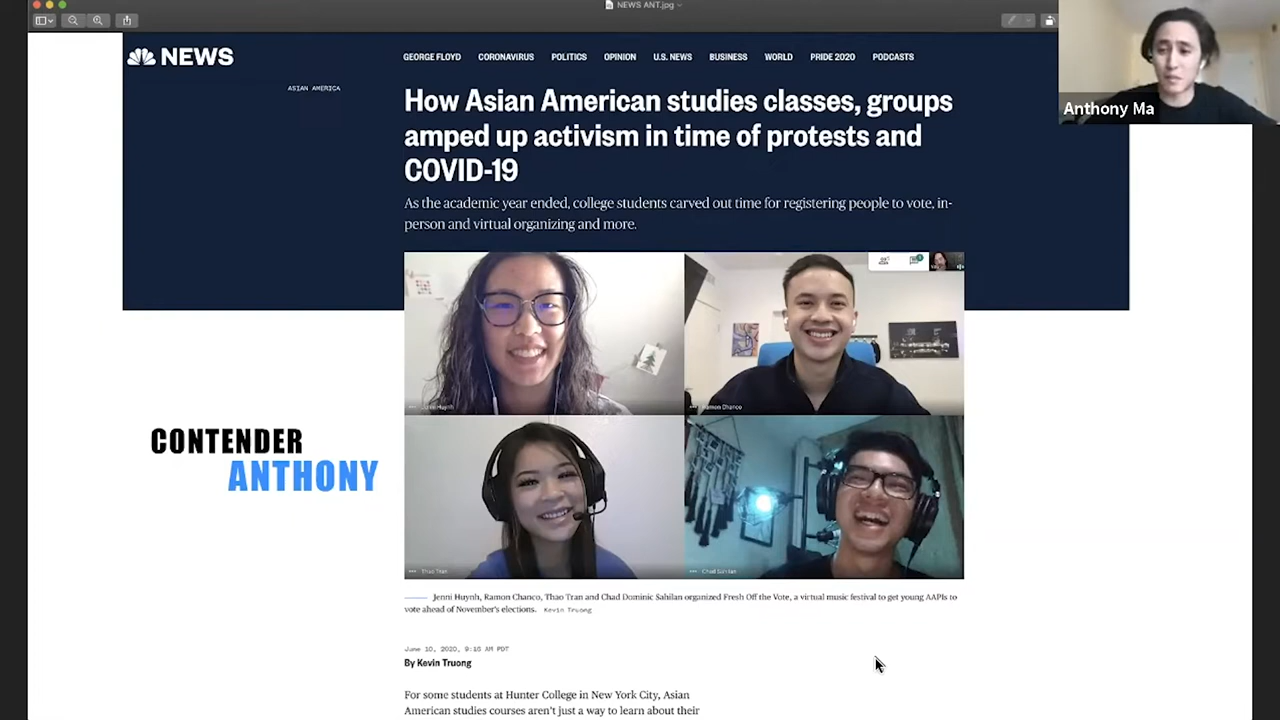 NEWS ANT.jpg
Anthony Ma
NEWS
GEORGE FLOYD CORONAVIRUS POLITICS OPINION U.S. NEWS BUSINESS WORLD PRIDE 2020 PODCASTS
ASIAN AMERICA
How Asian American studies classes, groups
amped up activism in time of protests and
COVID-19
As the academic year ended, college students carved out time for registering people to vote, in-
person and virtual organizing and more.
Ramon Chanco
CONTENDER
ANTHONY
Thao Tran
Jenni Huynh, Ramon Chanco, Thao Tran and Chad Dominic Sahilan organized Fresh Off the Vote, a virtual music festival to get young AAPIs to
vote ahead of November's elections. Kevin Truong
June 10, 2020, 9:16 AM PDT
By Kevin Truong
For some students at Hunter College in New York City, Asian
American studies courses aren't just a way to learn about their